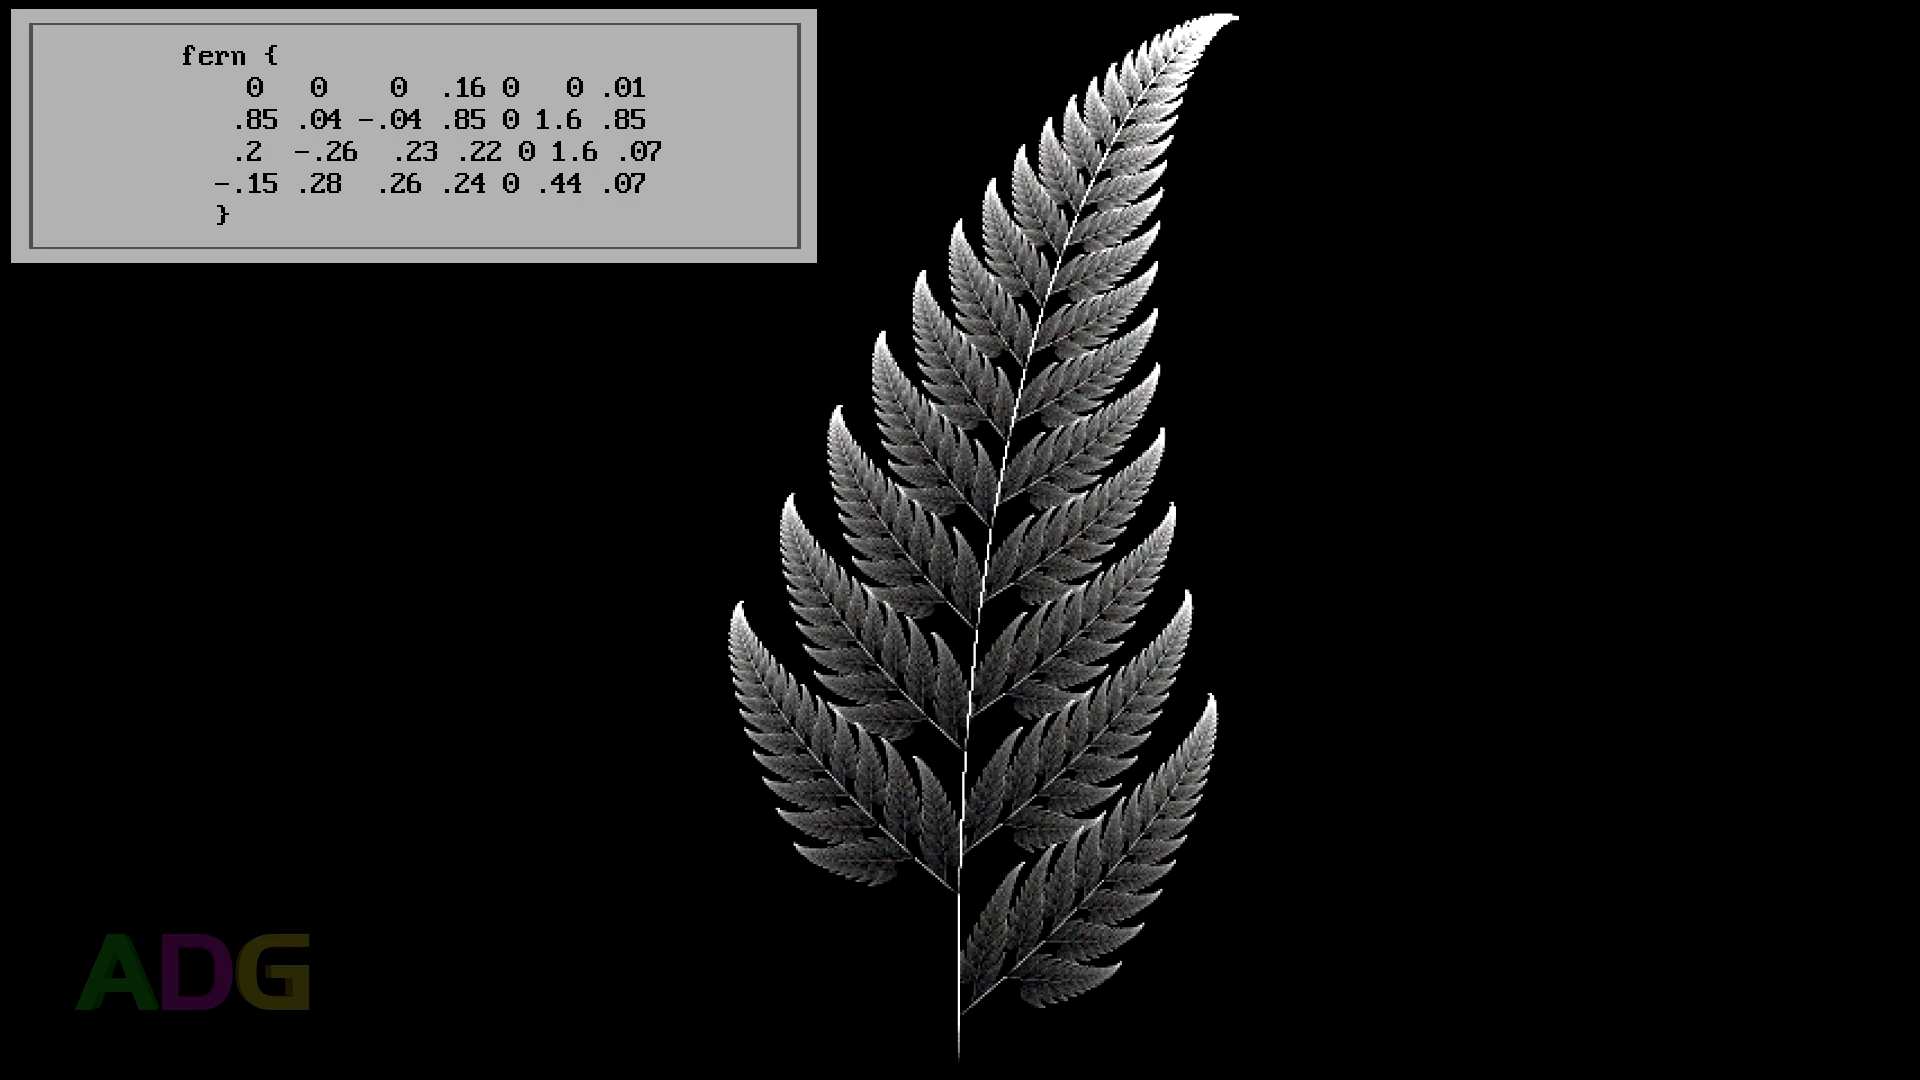 fern {
0 0 0 .16 0 0 .01
.85 .04 -.04 .85 0 1.6 .85
.2 -.26 .23 .22 0 1.6 .07
-.15 .28 .26 .24 0 .44 .07
}
ADG